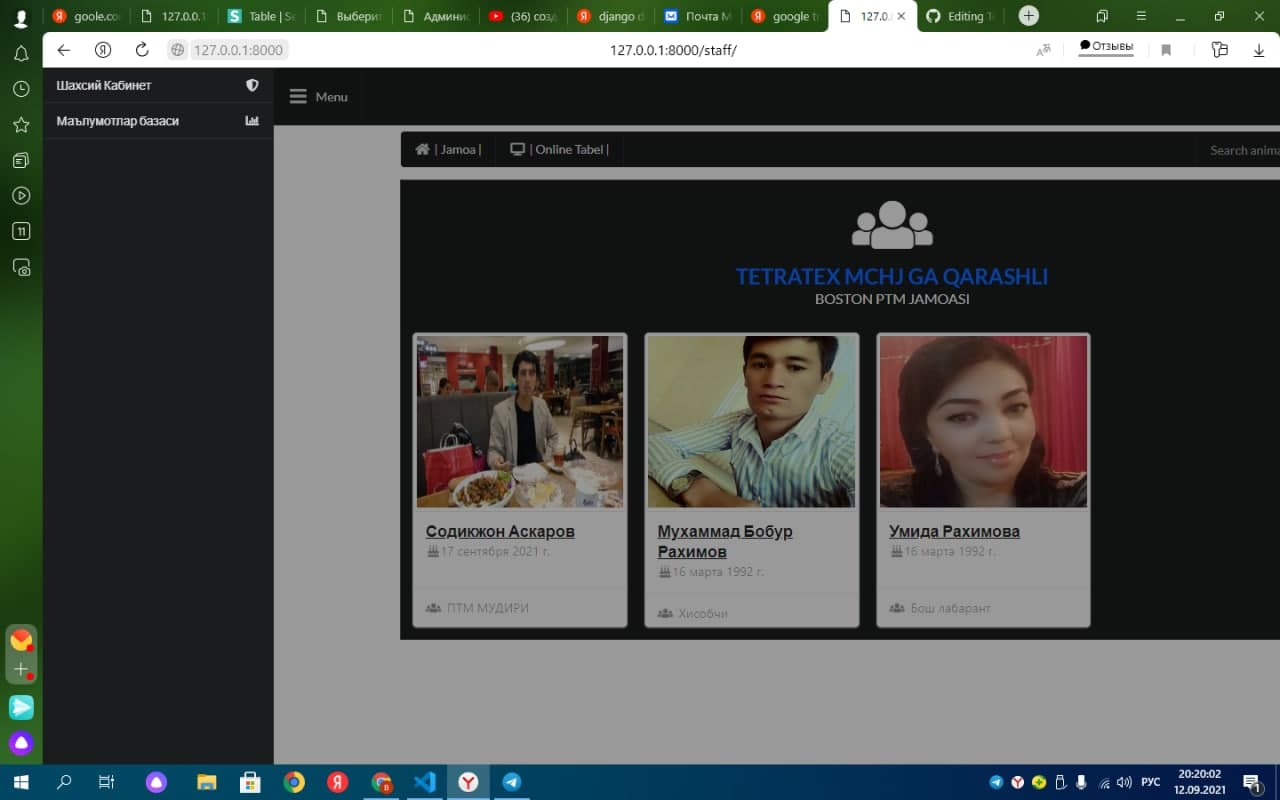 goole.co
127.0.0.1
Table | Se
Выберит
Админис
(36) созд
django d
Почта M
google t
127.0.
Editing T
127.0.0.1:8000
127.0.0.1:8000/staff/
Отзывы
Шахсий Кабинет
Menu
Маълумотлар базаси
| Jamoa |
| Online Tabel |
Search anima
11
TETRATEX MCHJ GA QARASHLI
BOSTON PTM JAMOASI
Содикжон Аскаров
17 сентября 2021 г.
ПТМ МУДИРИ
Мухаммад Бобур
Рахимов
16 марта 1992 г.
Хисобчи
Умида Рахимова
16 марта 1992 г.
Бош лабарант
РУС
20:20:02
12.09.2021
1